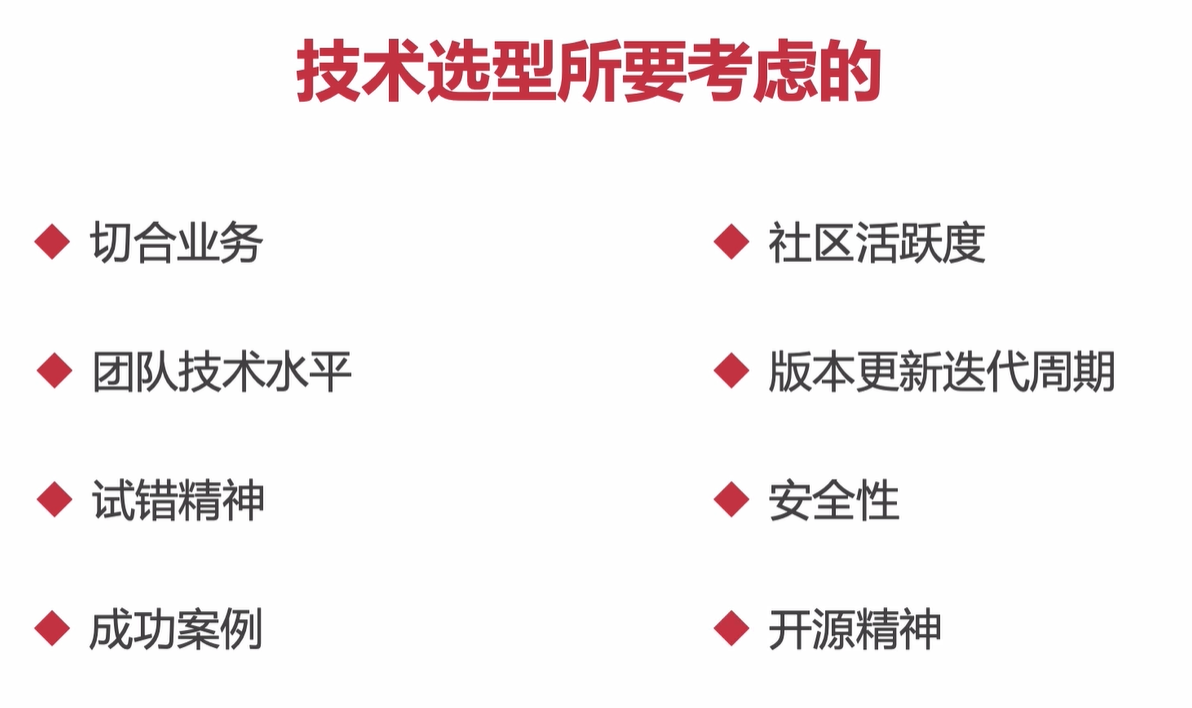 技术选型所要考虑的
切合业务
团队技术水平
试错精神
成功案例
社区活跃度
版本更新迭代周期
安全性
开源精神